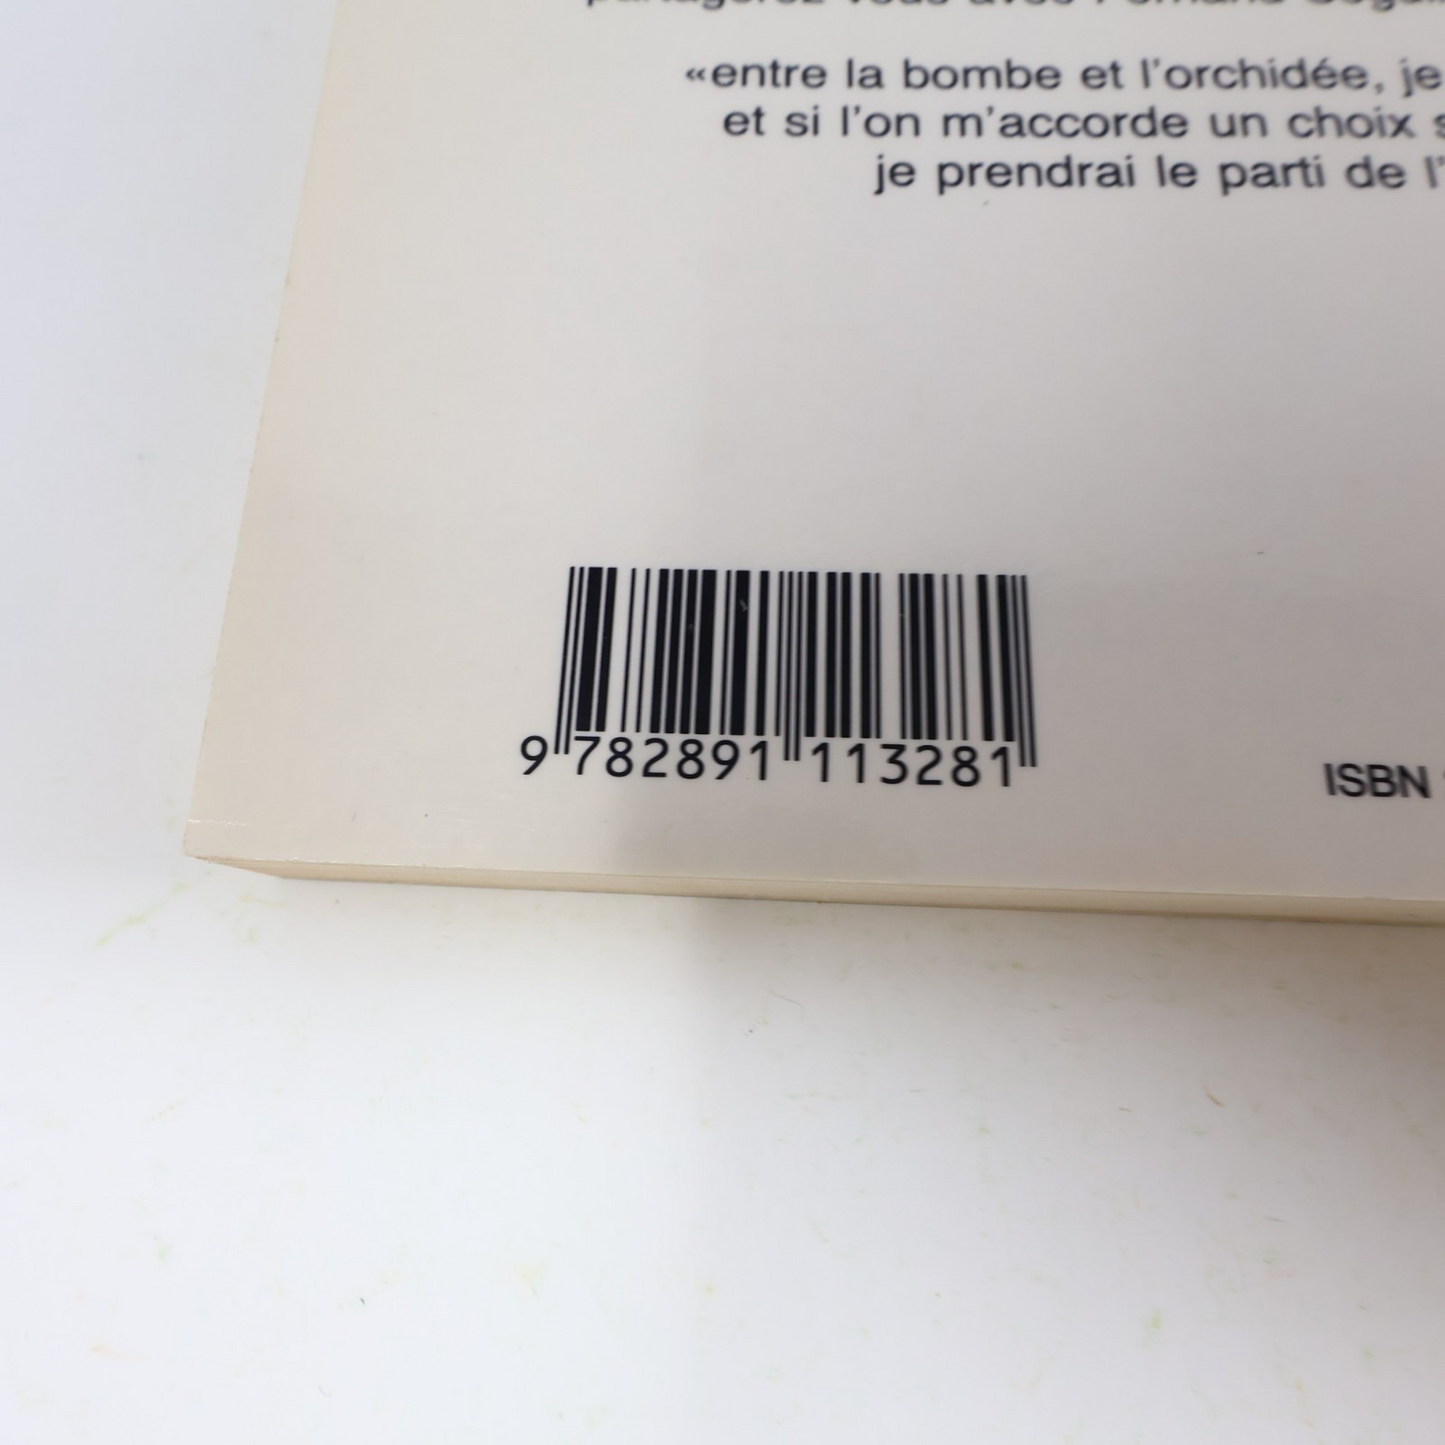 «entre la bombe et l'orchidée, je
et si l'on m'accorde un choix s
je prendrai le parti de l'
9 782891 113281
ISBN